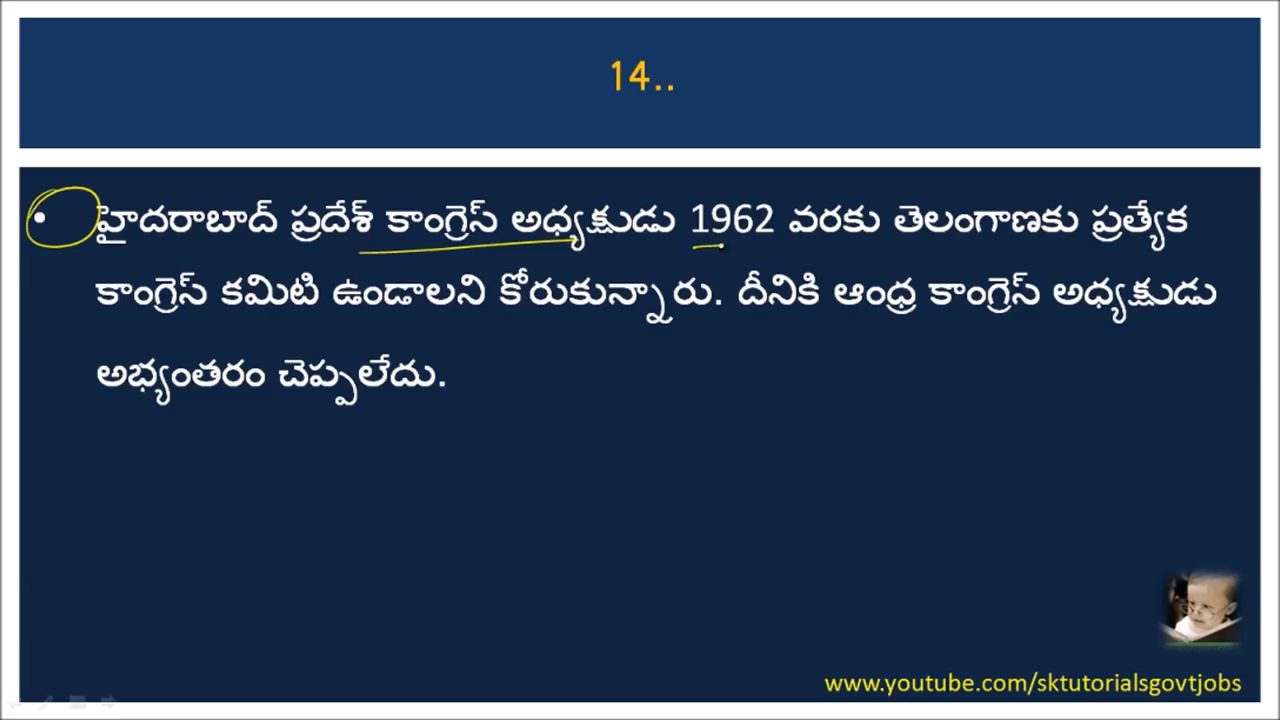 14..
• హైదరాబాద్ ప్రదేశ్ కాంగ్రెస్ అధ్యక్షుడు 1962 వరకు తెలంగాణకు ప్రత్యేక
కాంగ్రెస్ కమిటి ఉండాలని కోరుకున్నారు. దీనికి ఆంధ్ర కాంగ్రెస్ అధ్యక్షుడు
అభ్యంతరం చెప్పలేదు.
www.youtube.com/sktutorialsgovtjobs